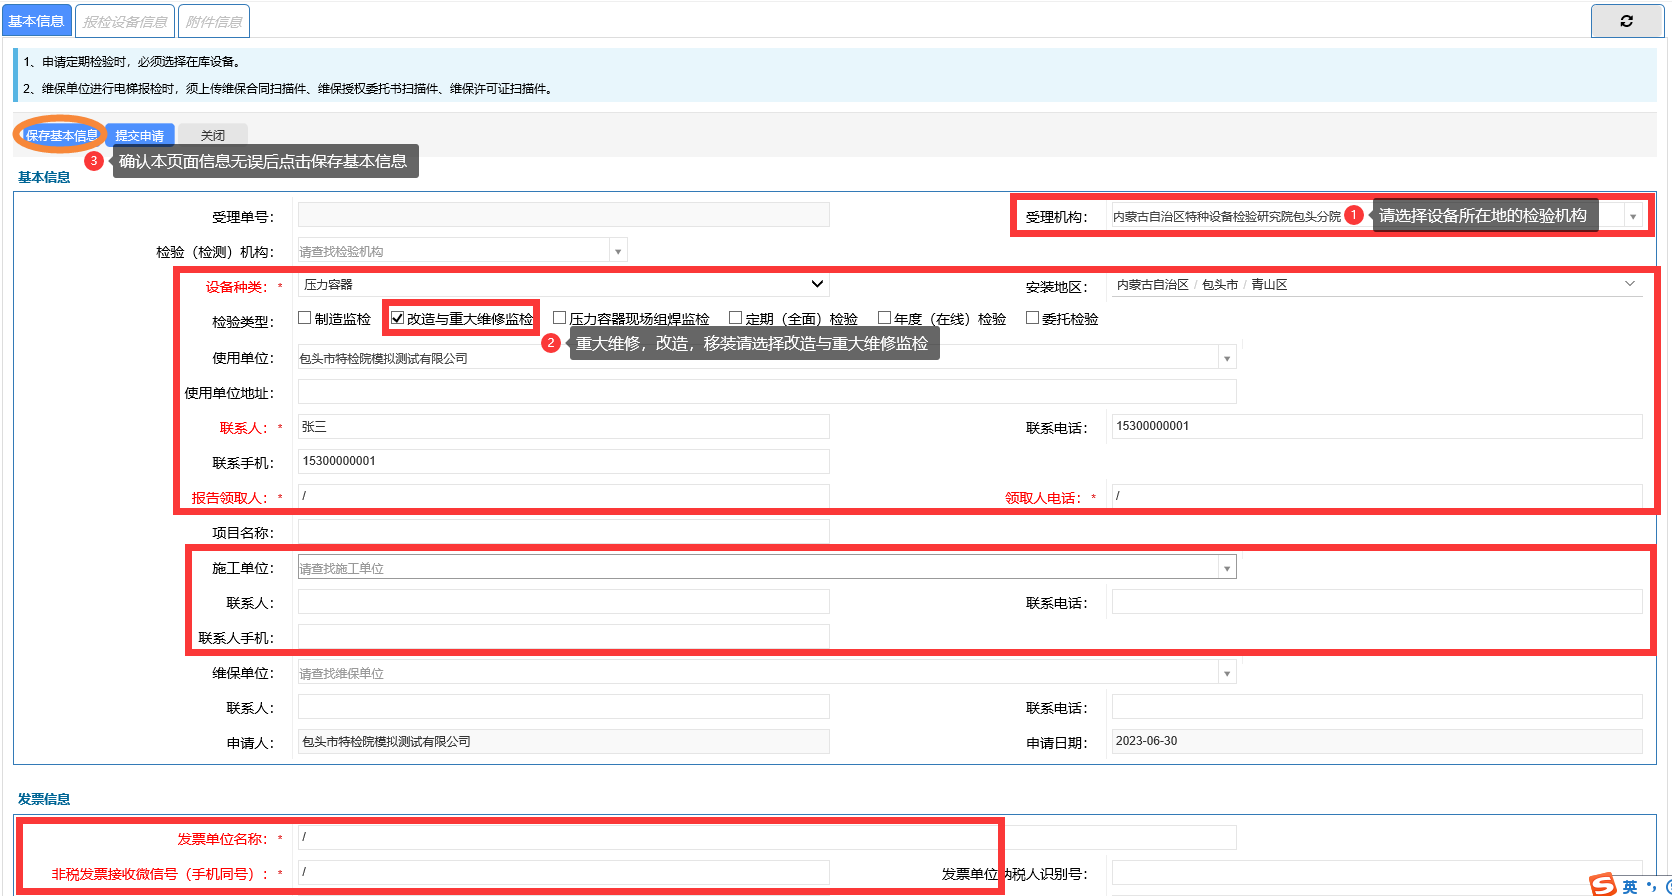 基本信息 报检设备信息 附件信息
1、申请定期检验时，必须选择在库设备。
2、维保单位进行电梯报检时，须上传维保合同扫描件、维保授权委托书扫描件、维保许可证扫描件。
保存基本信息 提交申请 关闭
3 确认本页面信息无误后点击保存基本信息
基本信息
受理单号： 受理机构： 内蒙古自治区特种设备检验研究院包头分院 1 请选择设备所在地的检验机构
检验（检测）机构： 请查找检验机构
设备种类：* 压力容器 安装地区： 内蒙古自治区 / 包头市 / 青山区
检验类型： 制造监检 改造与重大维修监检 压力容器现场组焊监检 定期（全面）检验 年度（在线）检验 委托检验
2 重大维修，改造，移装请选择改造与重大维修监检
使用单位： 包头市特检院模拟测试有限公司
使用单位地址：
联系人：* 张三 联系电话： 15300000001
联系手机： 15300000001
报告领取人：* / 领取人电话：* /
项目名称：
施工单位： 请查找施工单位
联系人： 联系电话：
联系人手机：
维保单位： 请查找维保单位
联系人： 联系电话：
申请人： 包头市特检院模拟测试有限公司 申请日期： 2023-06-30
发票信息
发票单位名称：* /
非税发票接收微信号（手机同号）：* / 发票单位纳税人识别号：
S 英